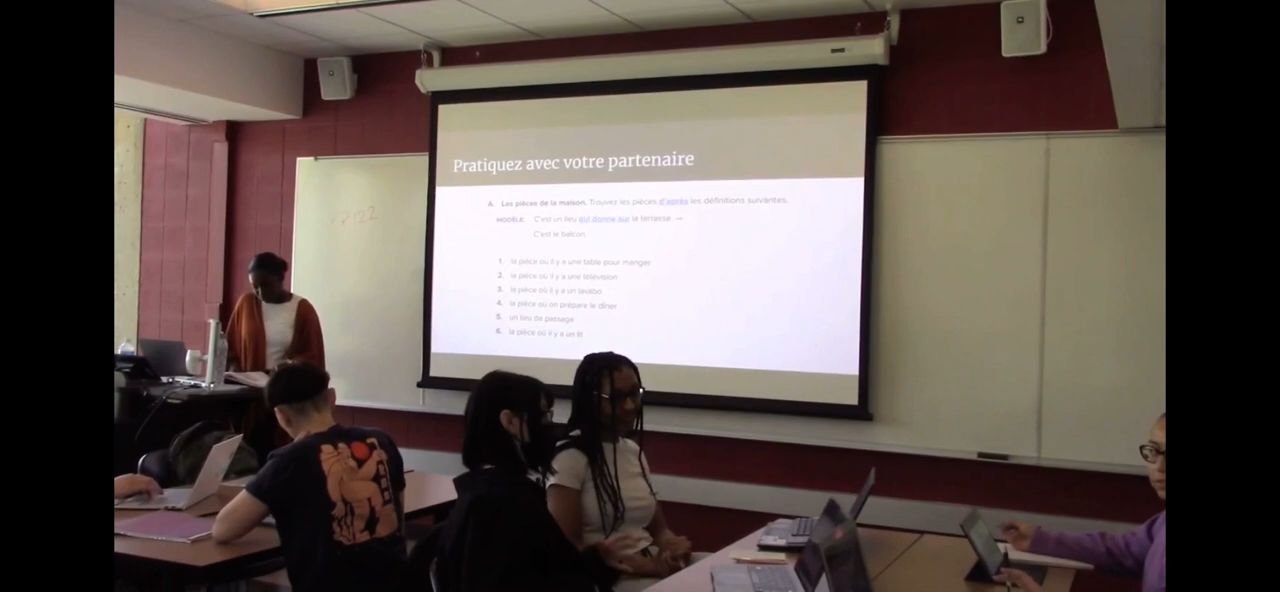 Pratiquez avec votre partenaire
A. Les pièces de la maison. Trouvez les pièces d'après les définitions suivantes.
MODÈLE: C'est un lieu qui donne sur la terrasse. —
C'est le balcon.
1. la pièce où il y a une table pour manger
2. la pièce où il y a une télévision
3. la pièce où il y a un lavabo
4. la pièce où on prépare le dîner
5. un lieu de passage
6. la pièce où il y a un lit